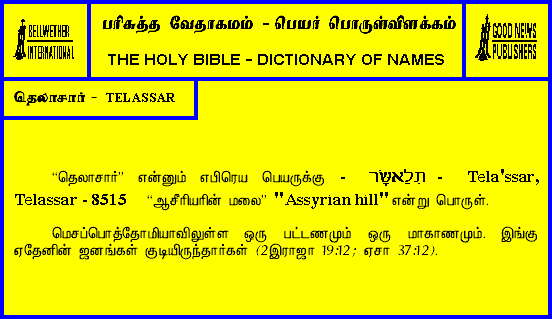 BELLWETHER
INTERNATIONAL
பரிசுத்த வேதாகமம் - பெயர் பொருள்விளக்கம்
THE HOLY BIBLE - DICTIONARY OF NAMES
GOOD NEWS
PUBLISHERS
தெலாசார் - TELASSAR
“தெலாசார்” என்னும் எபிரெய பெயருக்கு - תְּלַאשָּׂר - Tela'ssar,
Telassar - 8515 “ஆசீரியரின் மலை” "Assyrian hill" என்று பொருள்.
மெசப்பொத்தோமியாவிலுள்ள ஒரு பட்டணமும் ஒரு மாகாணமும். இங்கு
ஏதேனின் ஜனங்கள் குடியிருந்தார்கள் (2இராஜா 19:12; ஏசா 37:12).